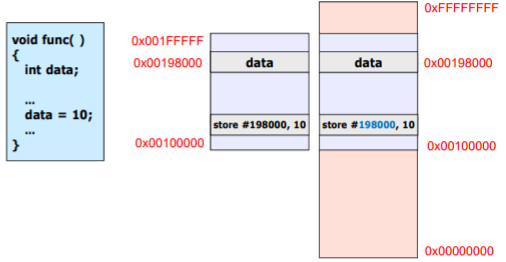 void func( )
{
int data;
...
data = 10;
...
}
0x001FFFFF
0x00198000
data
store #198000, 10
0x00100000
0xFFFFFFFF
data
0x00198000
store #198000, 10
0x00100000
0x00000000